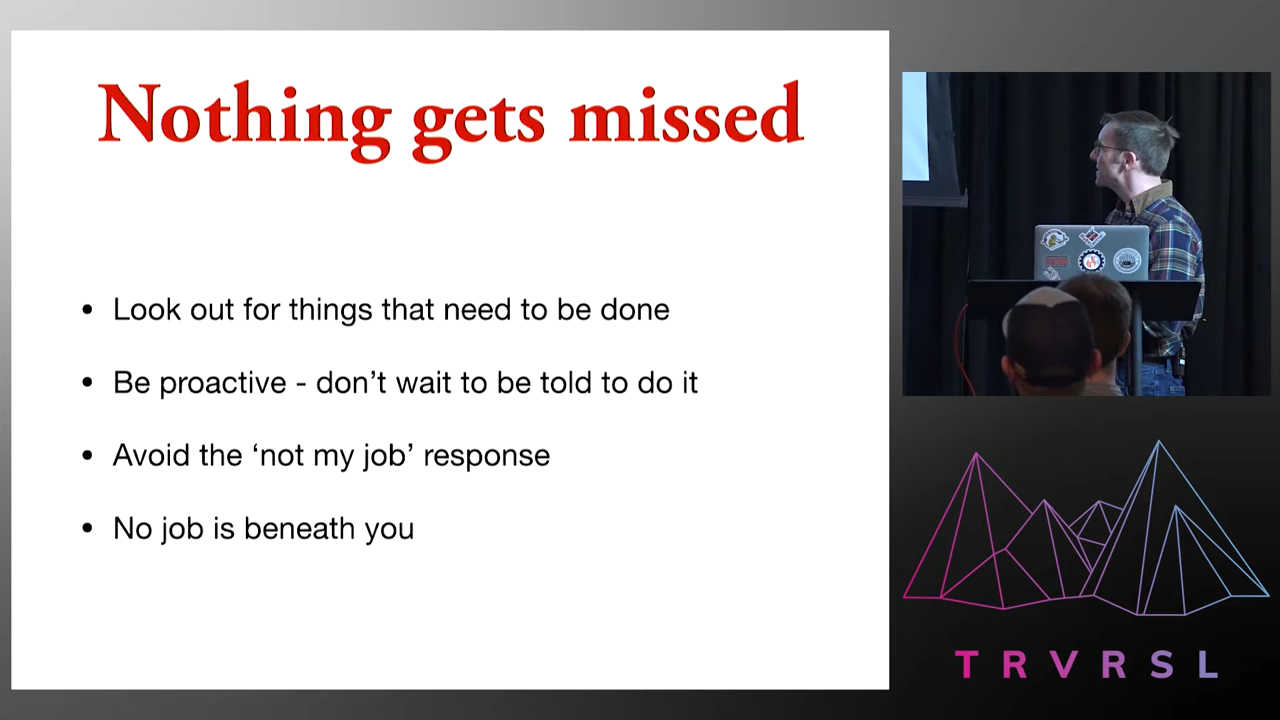 Nothing gets missed
• Look out for things that need to be done
• Be proactive - don’t wait to be told to do it
• Avoid the ‘not my job’ response
• No job is beneath you
TRVRSL